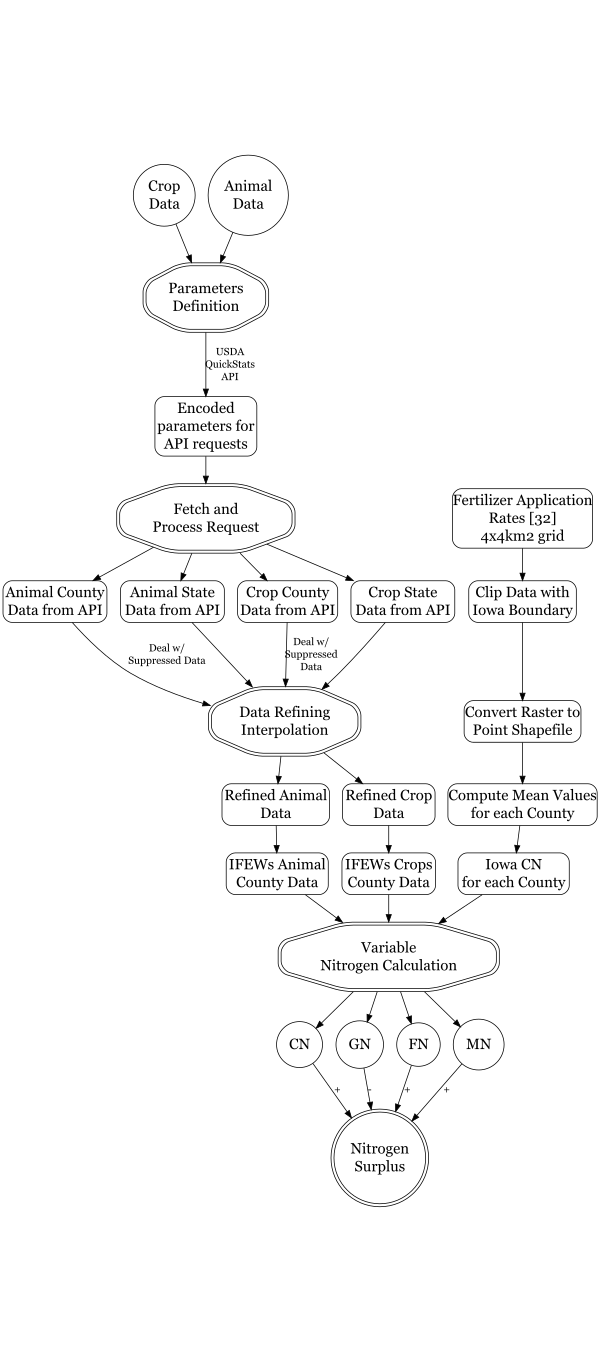 Crop
Data
Animal
Data
Parameters
Definition
USDA
QuickStats
API
Encoded
parameters for
API requests
Fetch and
Process Request
Fertilizer Application
Rates [32]
4x4km2 grid
Animal County
Data from API
Animal State
Data from API
Crop County
Data from API
Crop State
Data from API
Clip Data with
Iowa Boundary
Deal w/
Suppressed Data
Deal w/
Suppressed
Data
Data Refining
Interpolation
Convert Raster to
Point Shapefile
Refined Animal
Data
Refined Crop
Data
Compute Mean Values
for each County
IFEWs Animal
County Data
IFEWs Crops
County Data
Iowa CN
for each County
Variable
Nitrogen Calculation
CN
GN
FN
MN
+
-
+
+
Nitrogen
Surplus